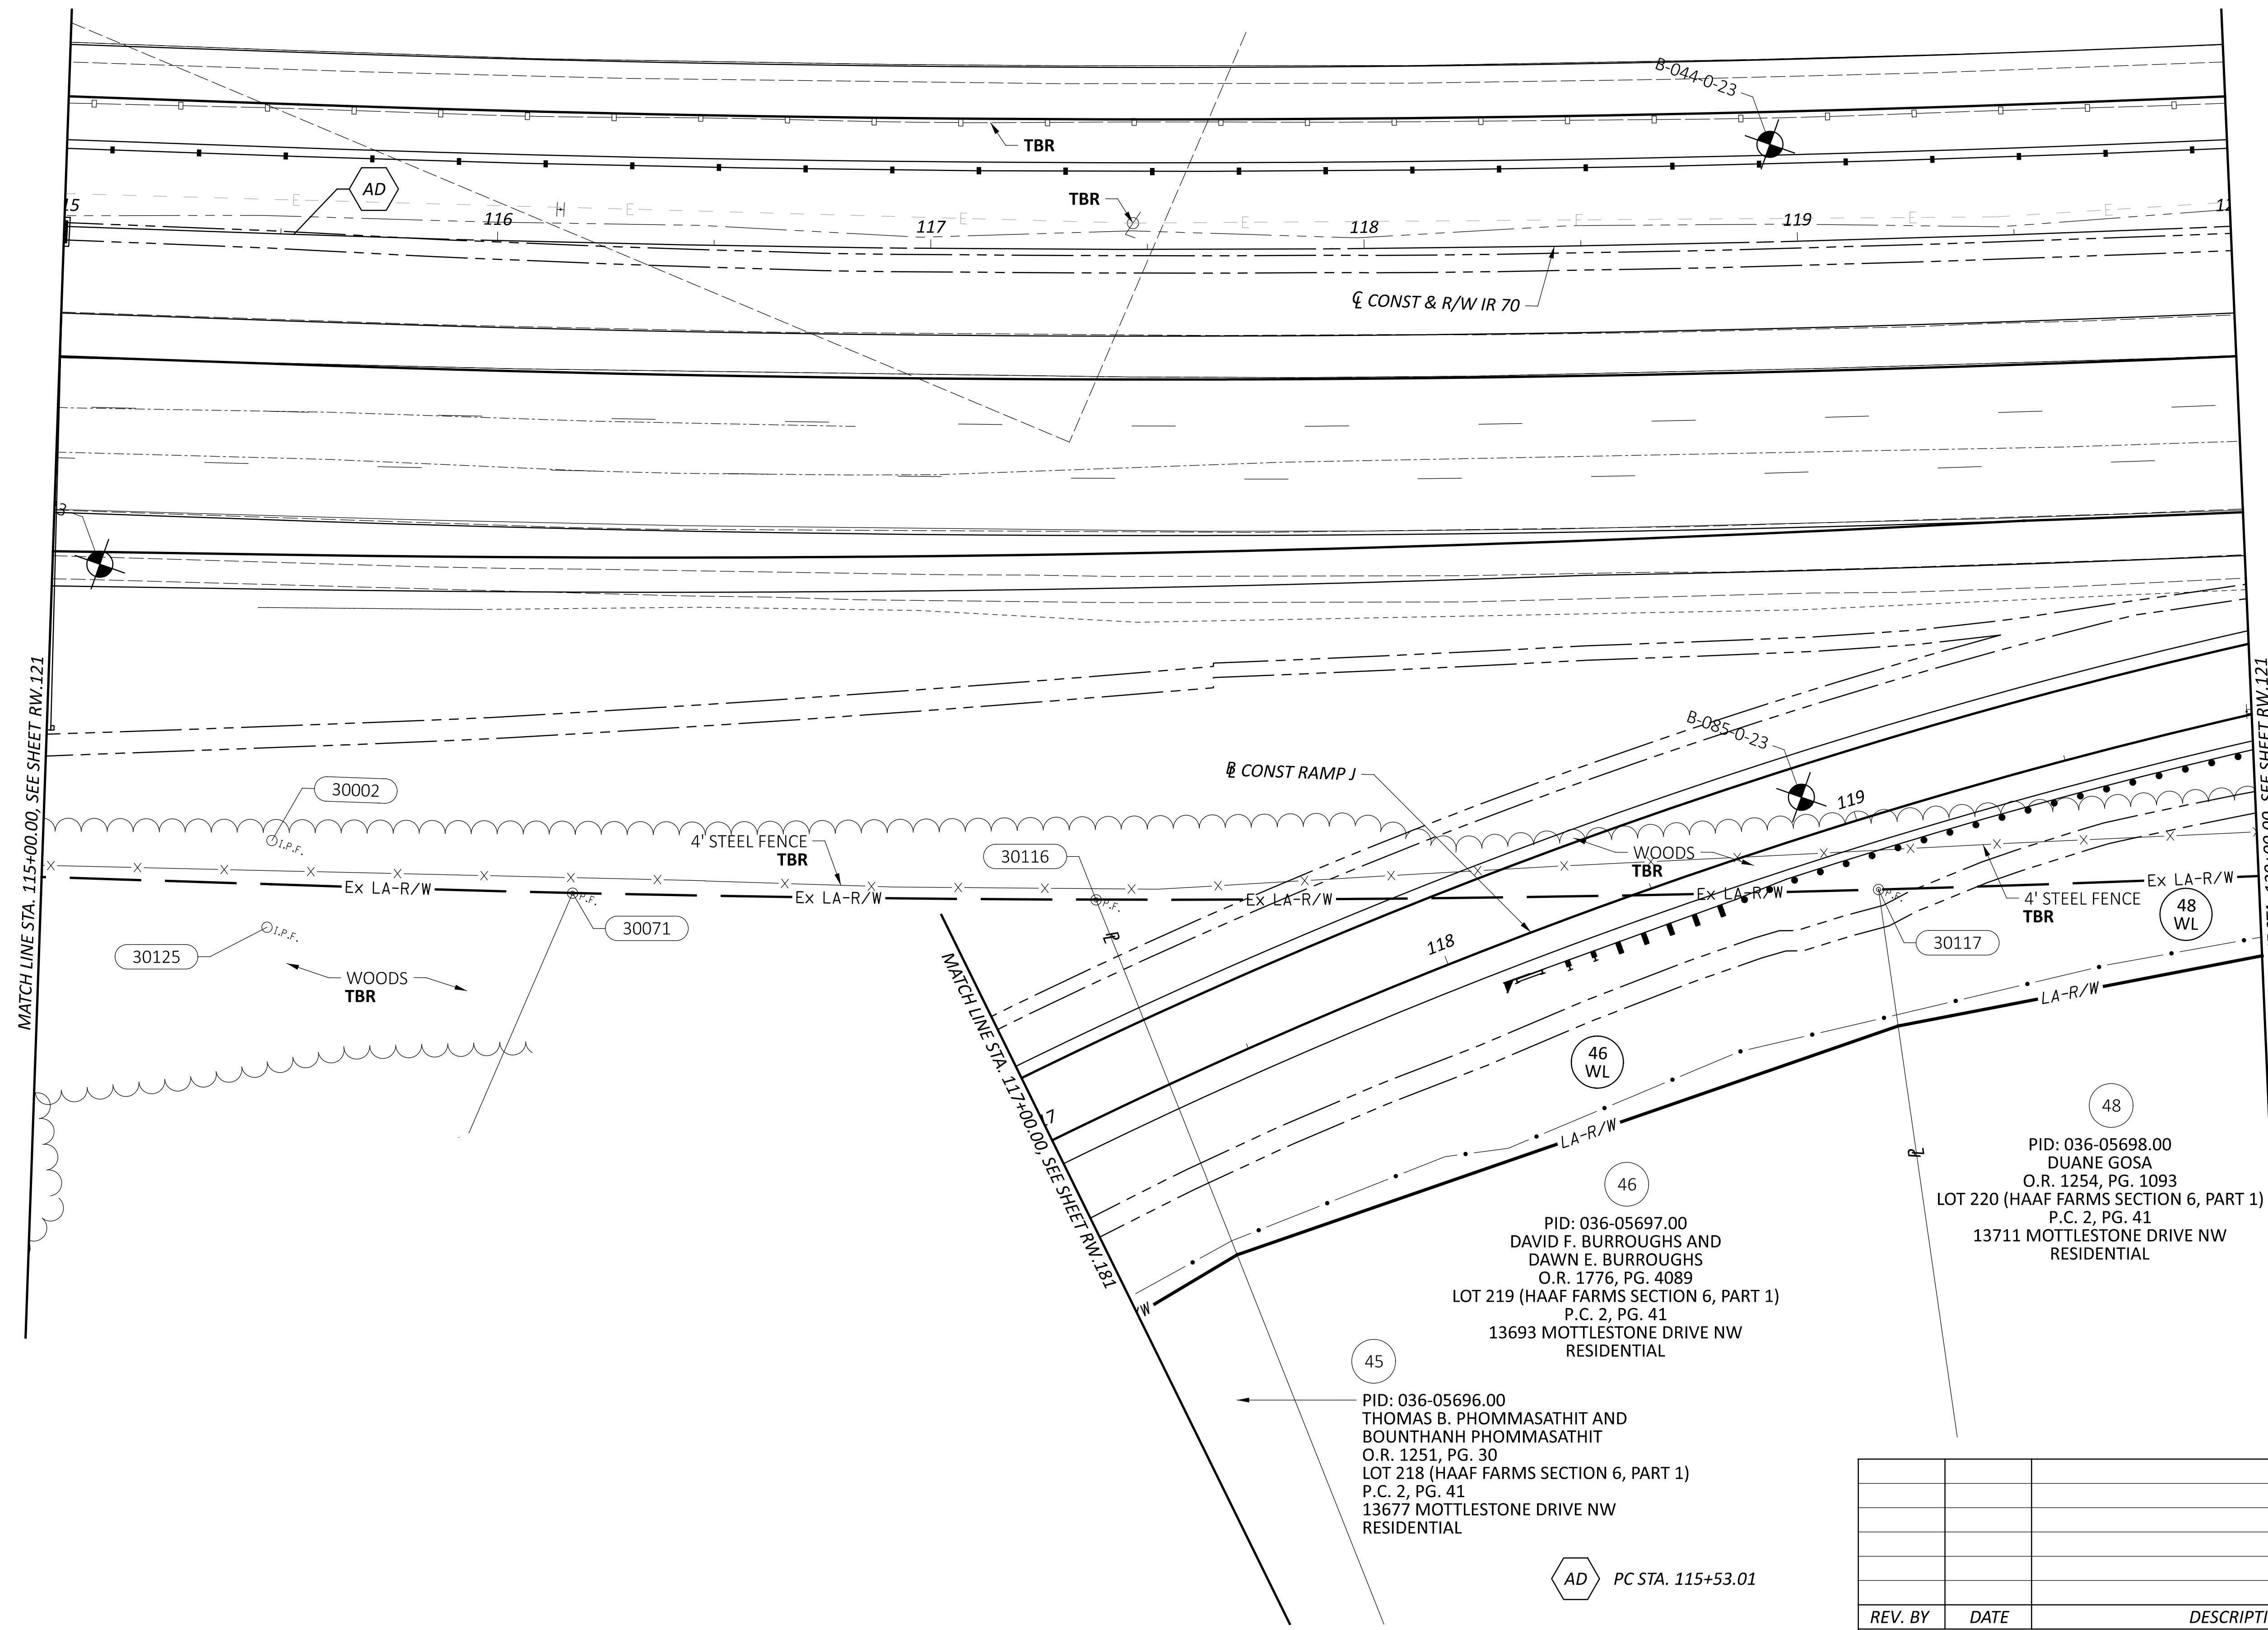 B-044-0-23
TBR
AD
TBR
116
117
118
119
℄ CONST & R/W IR 70
E
E
E
E
E
E
E
MATCH LINE STA. 115+00.00, SEE SHEET RW.121
30002
I.P.F.
4' STEEL FENCE
TBR
30116
I.P.F.
B-085-0-23
BL CONST RAMP J
119
WOODS
TBR
Ex LA-R/W
Ex LA-R/W
Ex LA-R/W
Ex LA-R/W
Ex LA-R/W
I.P.F.
30071
I.P.F.
30125
I.P.F.
WOODS
TBR
PL
118
30117
4' STEEL FENCE
TBR
48
WL
LA-R/W
MATCH LINE STA. 117+00.00, SEE SHEET RW.181
46
WL
LA-R/W
PL
48
PID: 036-05698.00
DUANE GOSA
O.R. 1254, PG. 1093
LOT 220 (HAAF FARMS SECTION 6, PART 1)
P.C. 2, PG. 41
13711 MOTTLESTONE DRIVE NW
RESIDENTIAL
46
PID: 036-05697.00
DAVID F. BURROUGHS AND
DAWN E. BURROUGHS
O.R. 1776, PG. 4089
LOT 219 (HAAF FARMS SECTION 6, PART 1)
P.C. 2, PG. 41
13693 MOTTLESTONE DRIVE NW
RESIDENTIAL
45
PID: 036-05696.00
THOMAS B. PHOMMASATHIT AND
BOUNTHANH PHOMMASATHIT
O.R. 1251, PG. 30
LOT 218 (HAAF FARMS SECTION 6, PART 1)
P.C. 2, PG. 41
13677 MOTTLESTONE DRIVE NW
RESIDENTIAL
AD PC STA. 115+53.01
REV. BY DATE DESCRIPTI